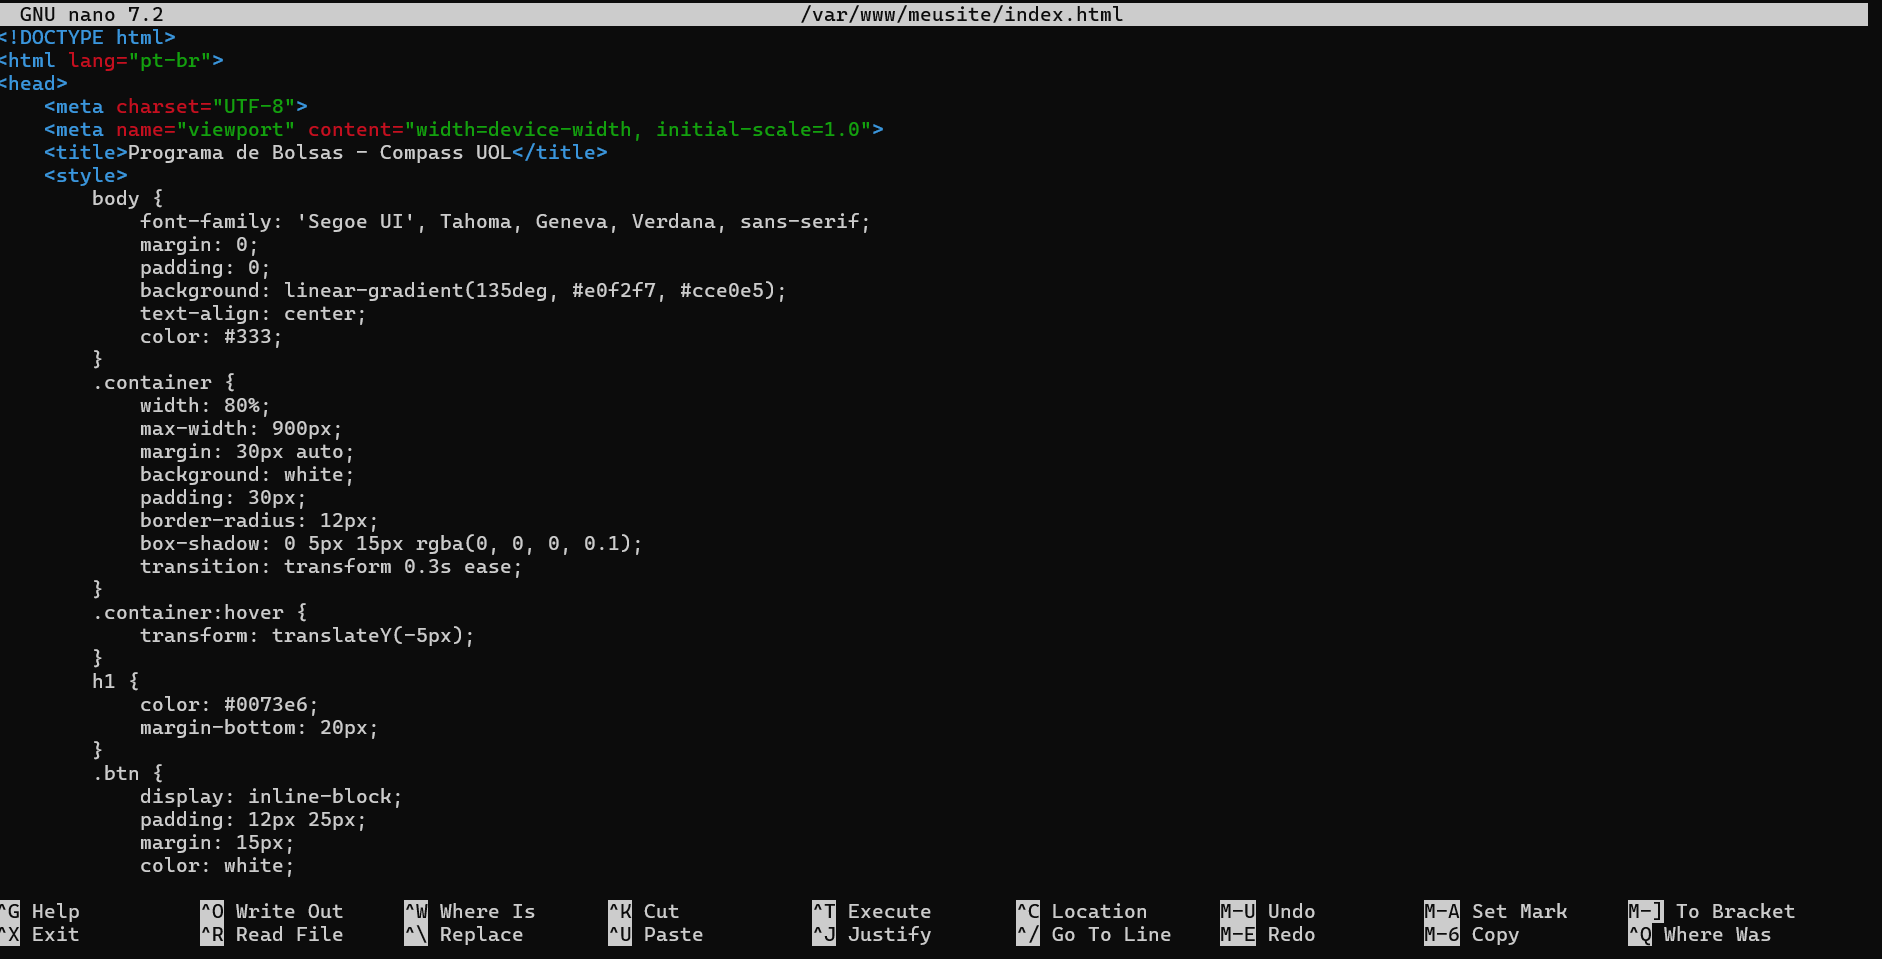 GNU nano 7.2 /var/www/meusite/index.html
<!DOCTYPE html>
<html lang="pt-br">
<head>
    <meta charset="UTF-8">
    <meta name="viewport" content="width=device-width, initial-scale=1.0">
    <title>Programa de Bolsas - Compass UOL</title>
    <style>
        body {
            font-family: 'Segoe UI', Tahoma, Geneva, Verdana, sans-serif;
            margin: 0;
            padding: 0;
            background: linear-gradient(135deg, #e0f2f7, #cce0e5);
            text-align: center;
            color: #333;
        }
        .container {
            width: 80%;
            max-width: 900px;
            margin: 30px auto;
            background: white;
            padding: 30px;
            border-radius: 12px;
            box-shadow: 0 5px 15px rgba(0, 0, 0, 0.1);
            transition: transform 0.3s ease;
        }
        .container:hover {
            transform: translateY(-5px);
        }
        h1 {
            color: #0073e6;
            margin-bottom: 20px;
        }
        .btn {
            display: inline-block;
            padding: 12px 25px;
            margin: 15px;
            color: white;
^G Help ^O Write Out ^W Where Is ^K Cut ^T Execute ^C Location M-U Undo M-A Set Mark M-] To Bracket
^X Exit ^R Read File ^\ Replace ^U Paste ^J Justify ^/ Go To Line M-E Redo M-6 Copy ^Q Where Was